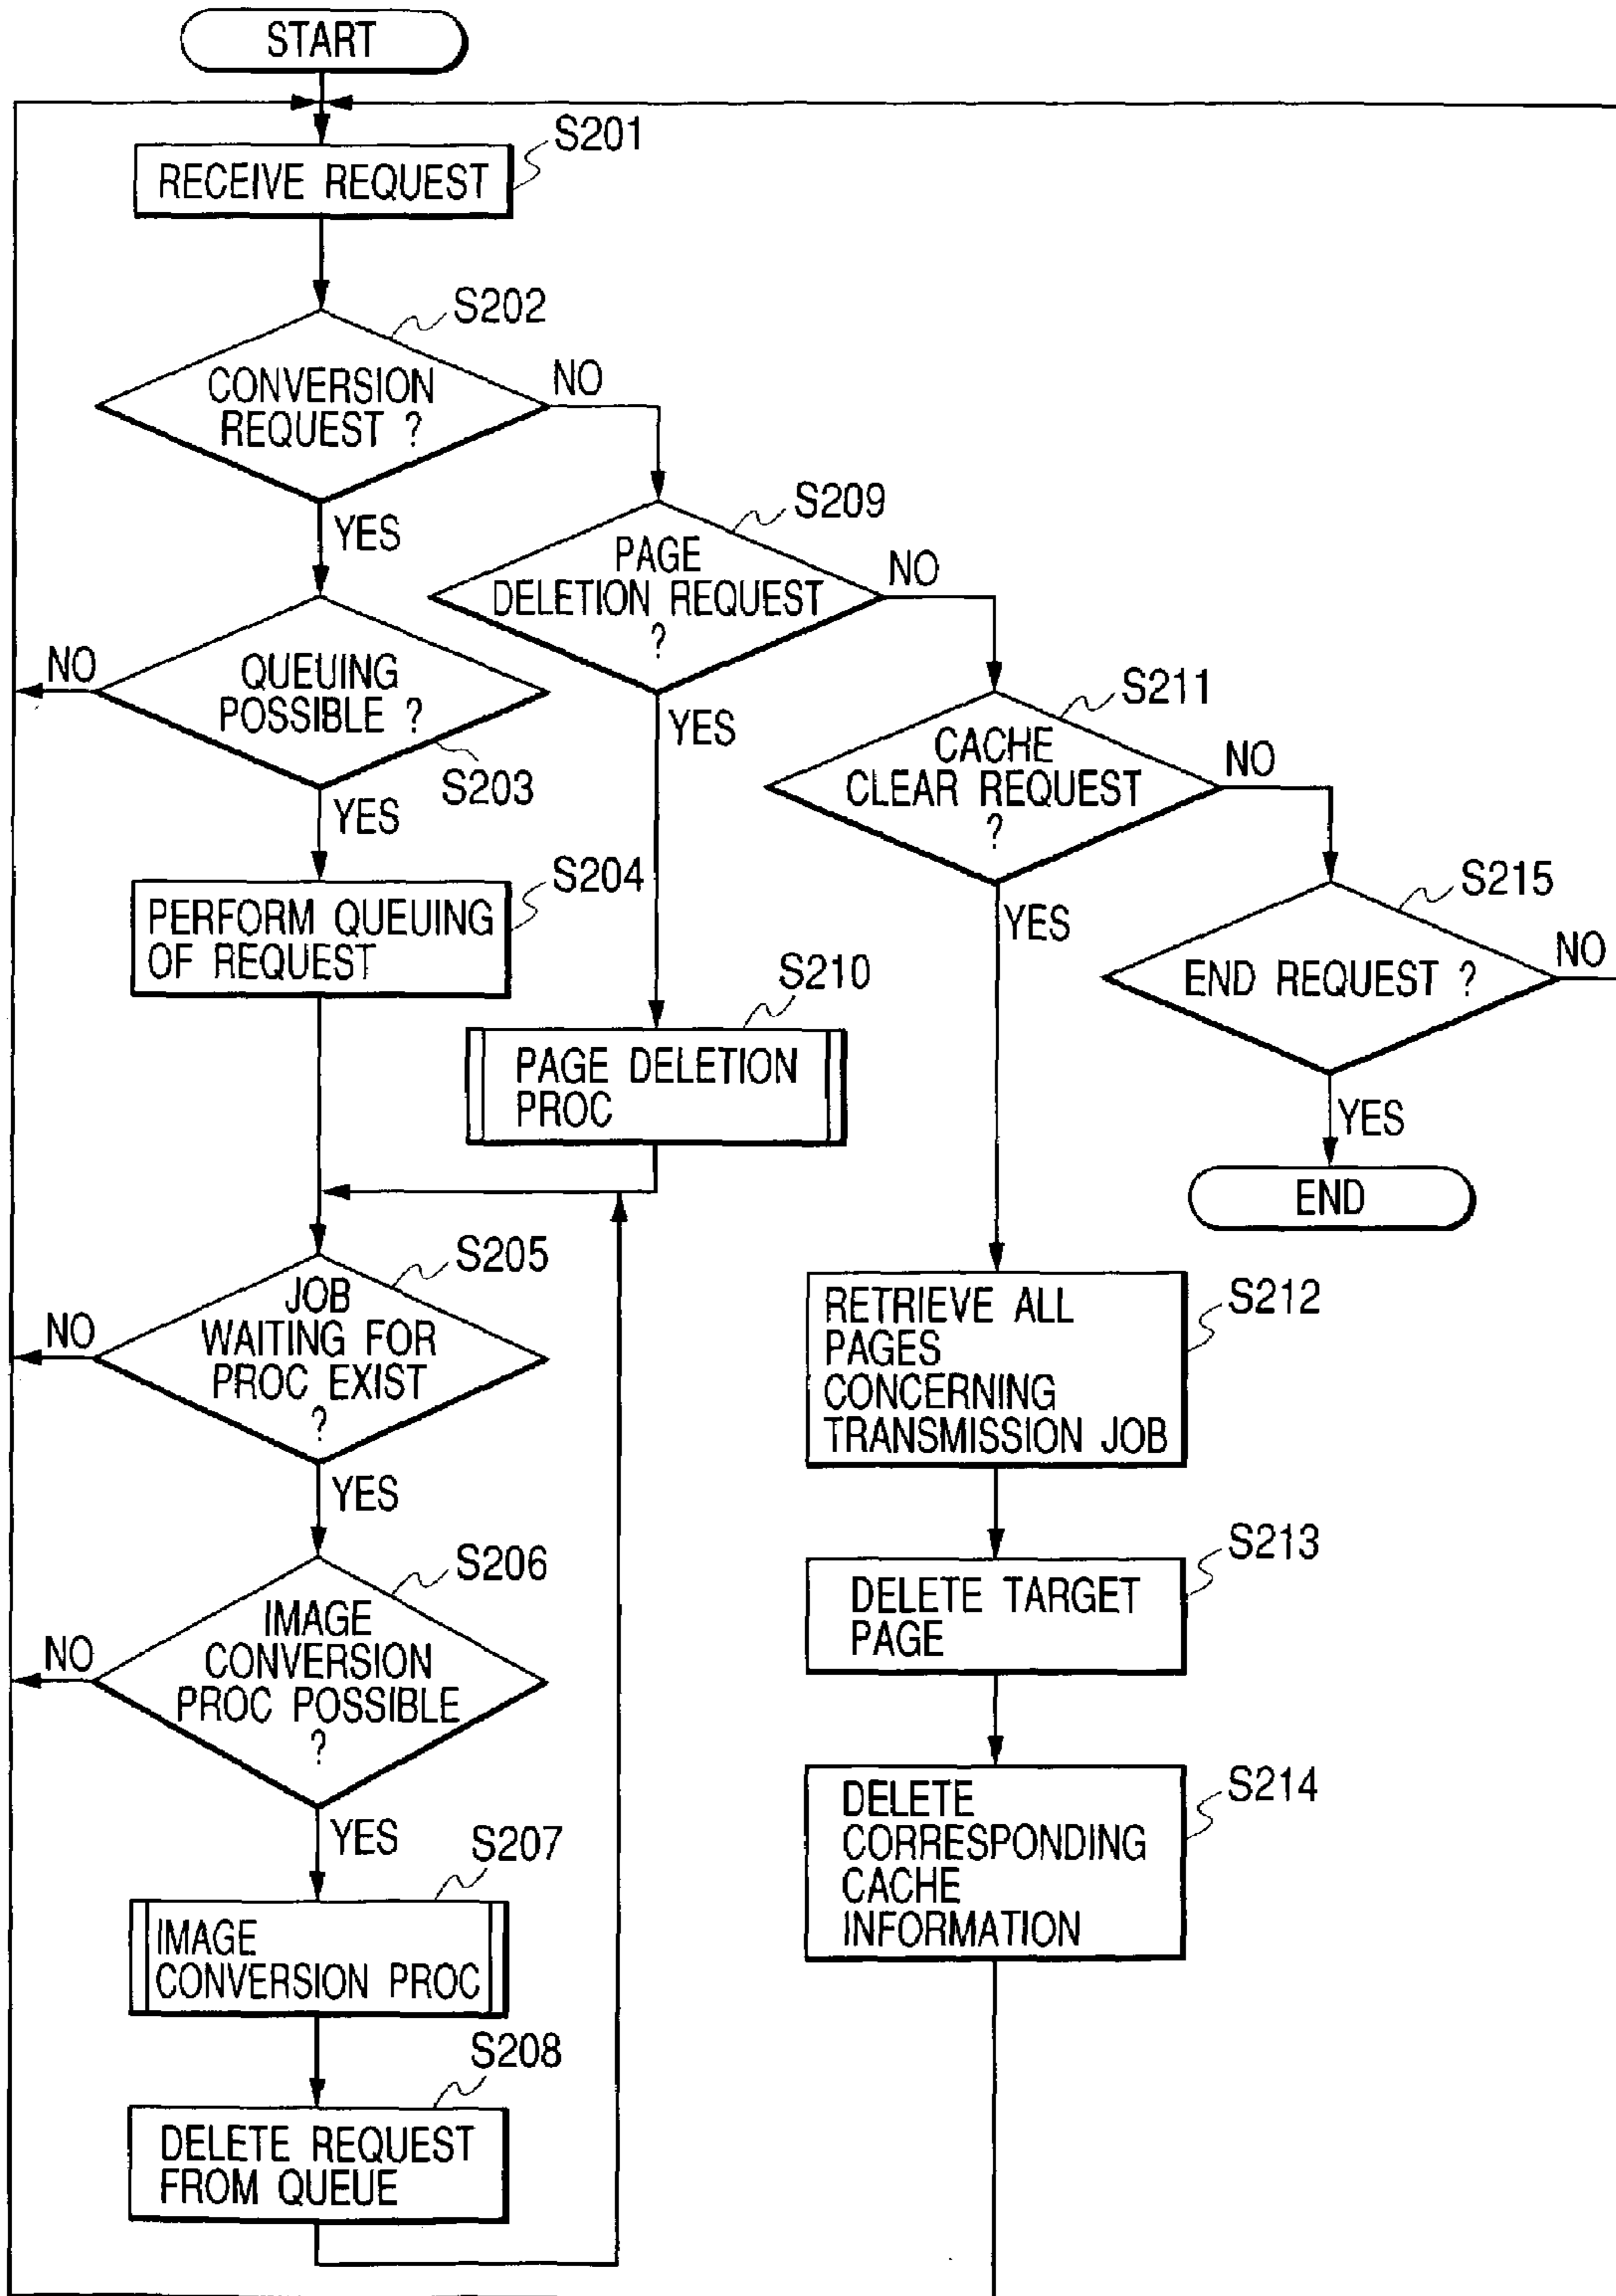 START
S201
RECEIVE REQUEST
S202
CONVERSION
REQUEST ?
NO
YES
S209
PAGE
DELETION REQUEST
?
NO
YES
QUEUING
POSSIBLE ?
NO
S203
YES
S211
CACHE
CLEAR REQUEST
?
NO
YES
S204
PERFORM QUEUING
OF REQUEST
S215
END REQUEST ?
NO
YES
END
S210
PAGE DELETION
PROC
S205
JOB
WAITING FOR
PROC EXIST
?
NO
YES
S212
RETRIEVE ALL
PAGES
CONCERNING
TRANSMISSION JOB
S206
IMAGE
CONVERSION
PROC POSSIBLE
?
NO
YES
S213
DELETE TARGET
PAGE
S207
IMAGE
CONVERSION PROC
S214
DELETE
CORRESPONDING
CACHE
INFORMATION
S208
DELETE REQUEST
FROM QUEUE